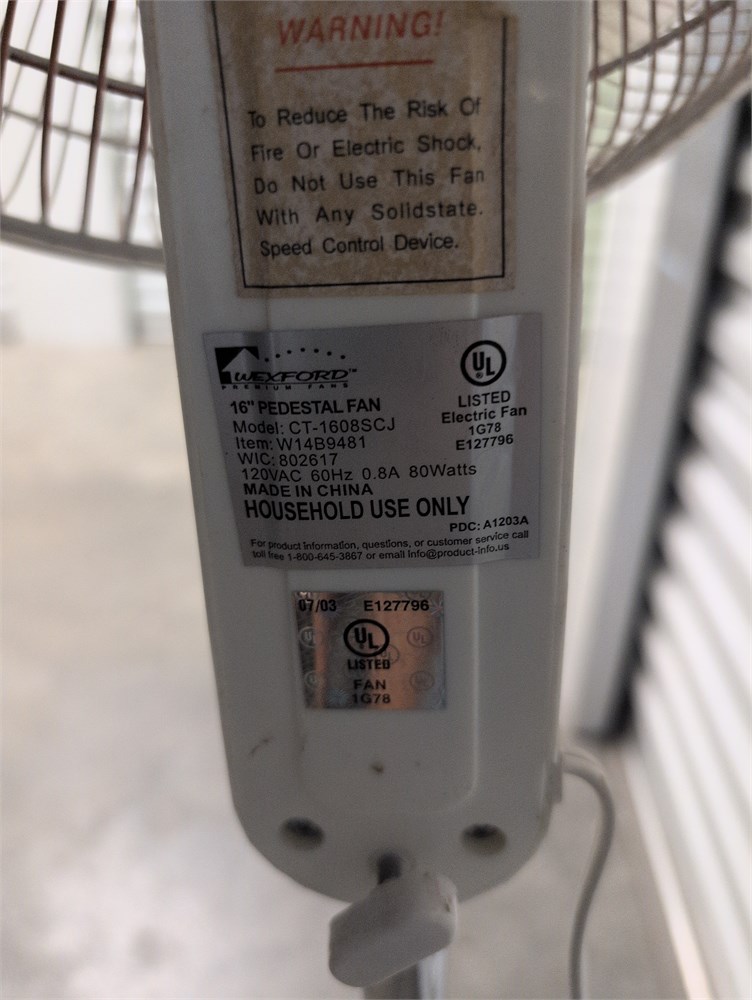 WARNING!
To Reduce The Risk Of
Fire Or Electric Shock,
Do Not Use This Fan
With Any Solidstate.
Speed Control Device.
WEXFORD™
PREMIUM FANS
16" PEDESTAL FAN
Model: CT-1608SCJ
Item: W14B9481
WIC: 802617
120VAC 60Hz 0.8A 80Watts
MADE IN CHINA
HOUSEHOLD USE ONLY
UL ®
LISTED
Electric Fan
1G78
E127796
PDC: A1203A
For product information, questions, or customer service call
toll free 1-800-645-3867 or email info@product-info.us
07/03 E127796
UL
LISTED
FAN
1G78